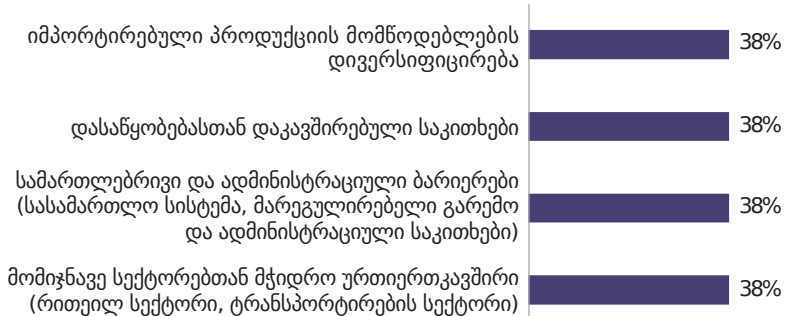 იმპორტირებული პროდუქციის მომწოდებლების
დივერსიფიცირება
38%
დასაწყობებასთან დაკავშირებული საკითხები
38%
სამართლებრივი და ადმინისტრაციული ბარიერები
(სასამართლო სისტემა, მარეგულირებელი გარემო
და ადმინისტრაციული საკითხები)
38%
მომიჯნავე სექტორებთან მჭიდრო ურთიერთკავშირი
(რითეილ სექტორი, ტრანსპორტირების სექტორი)
38%